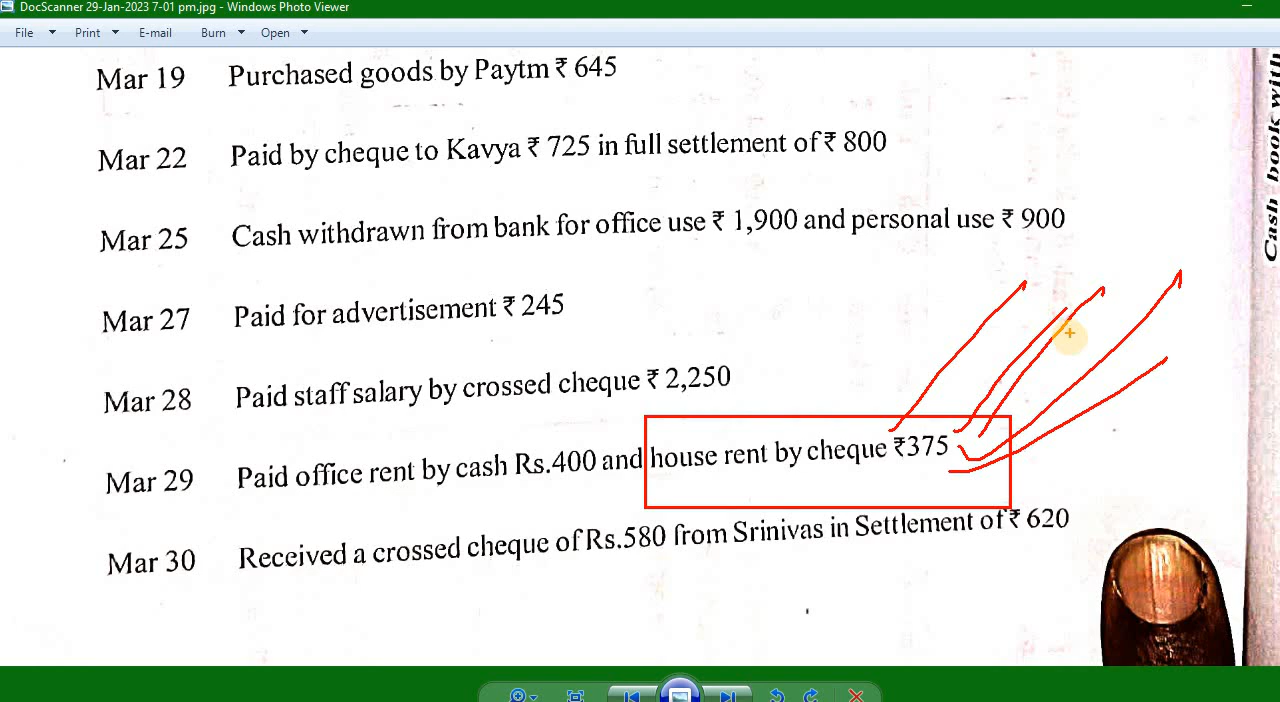 DocScanner 29-Jan-2023 7-01 pm.jpg - Windows Photo Viewer
File Print E-mail Burn Open
Mar 19 Purchased goods by Paytm ₹ 645
Mar 22 Paid by cheque to Kavya ₹ 725 in full settlement of ₹ 800
Mar 25 Cash withdrawn from bank for office use ₹ 1,900 and personal use ₹ 900
Mar 27 Paid for advertisement ₹ 245
Mar 28 Paid staff salary by crossed cheque ₹ 2,250
Mar 29 Paid office rent by cash Rs.400 and house rent by cheque ₹375
Mar 30 Received a crossed cheque of Rs.580 from Srinivas in Settlement of ₹ 620
Cash book with